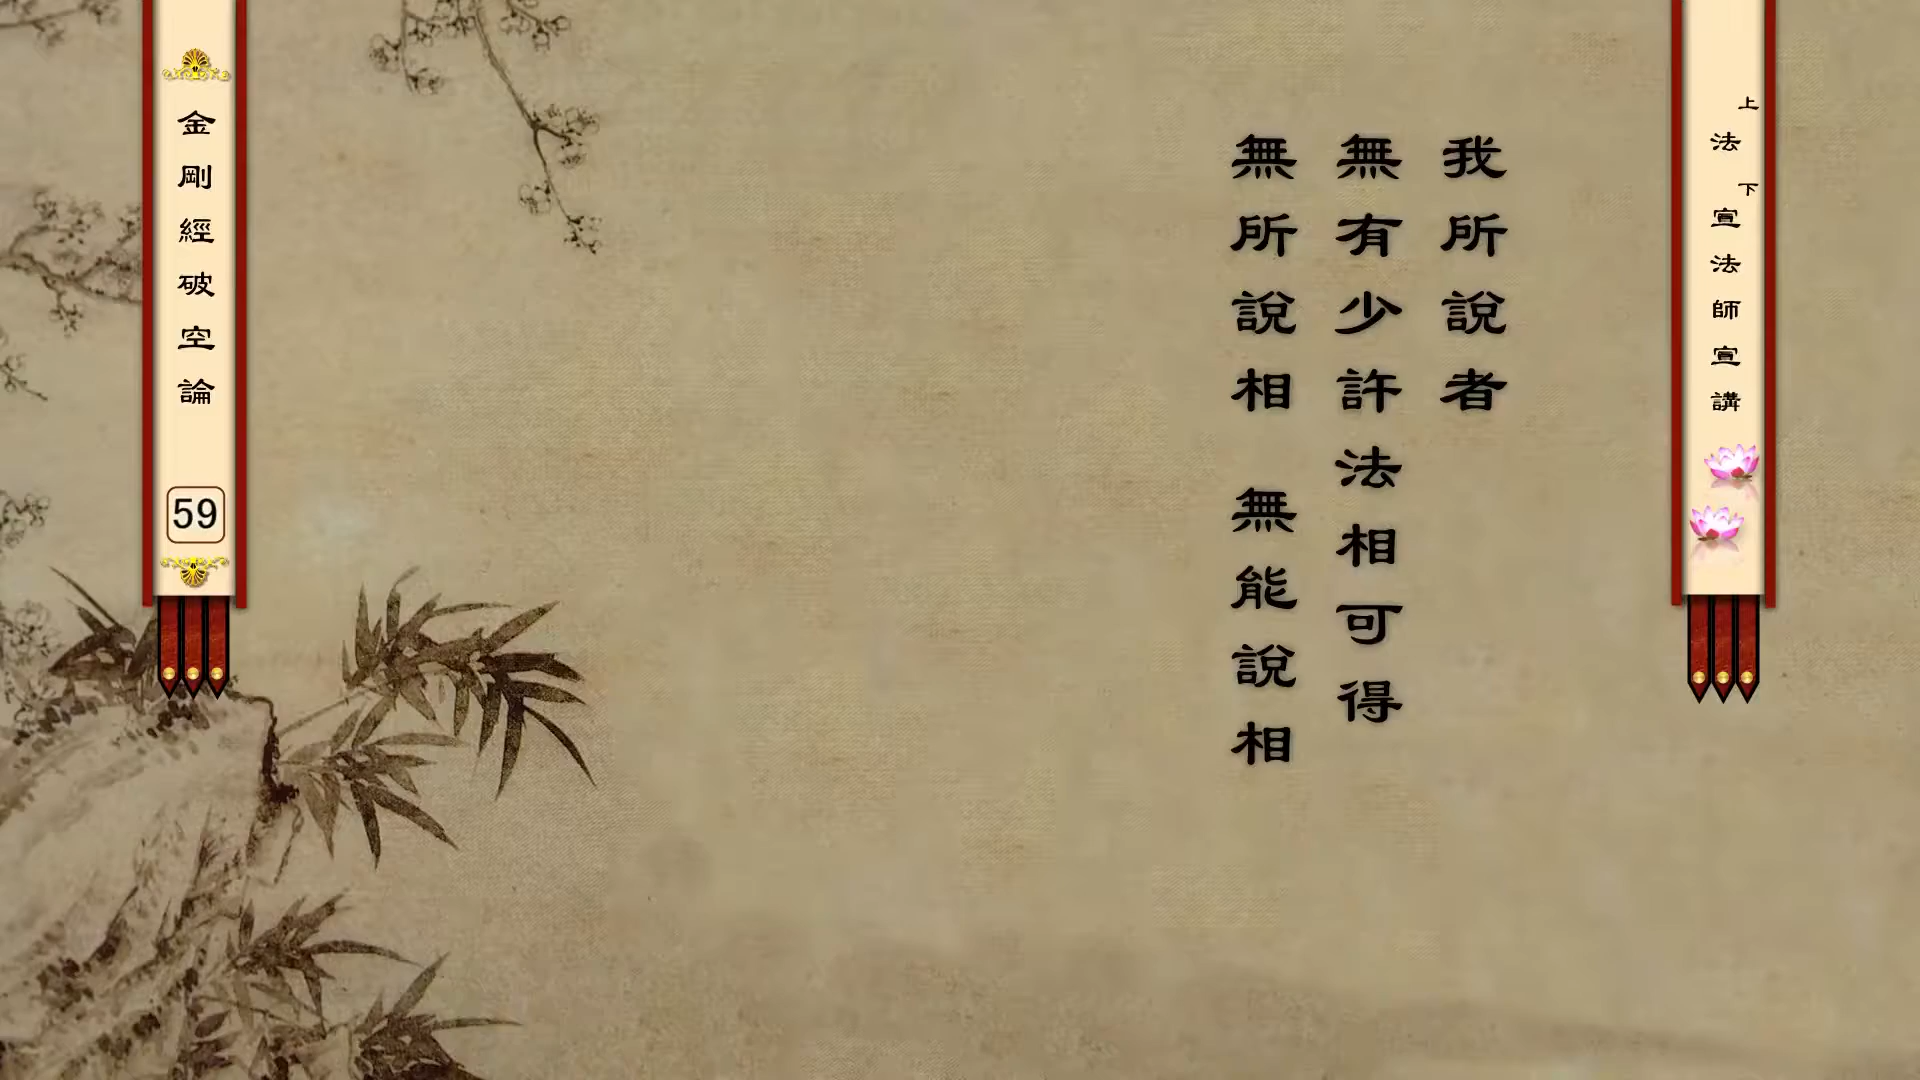 上法下宣法師宣講
我所說者
無有少許法相可得
無所說相 無能說相
金剛經破空論
59